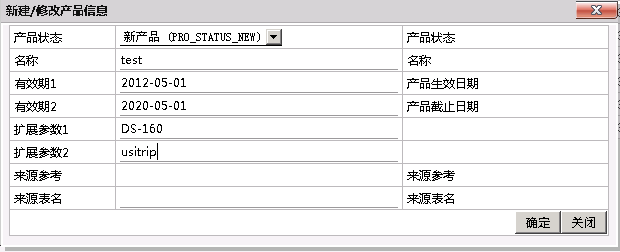 新建/修改产品信息
产品状态 新产品 (PRO_STATUS_NEW) 产品状态
名称 test 名称
有效期1 2012-05-01 产品生效日期
有效期2 2020-05-01 产品截止日期
扩展参数1 DS-160
扩展参数2 usitrip
来源参考 来源参考
来源表名 来源表名
确定 关闭